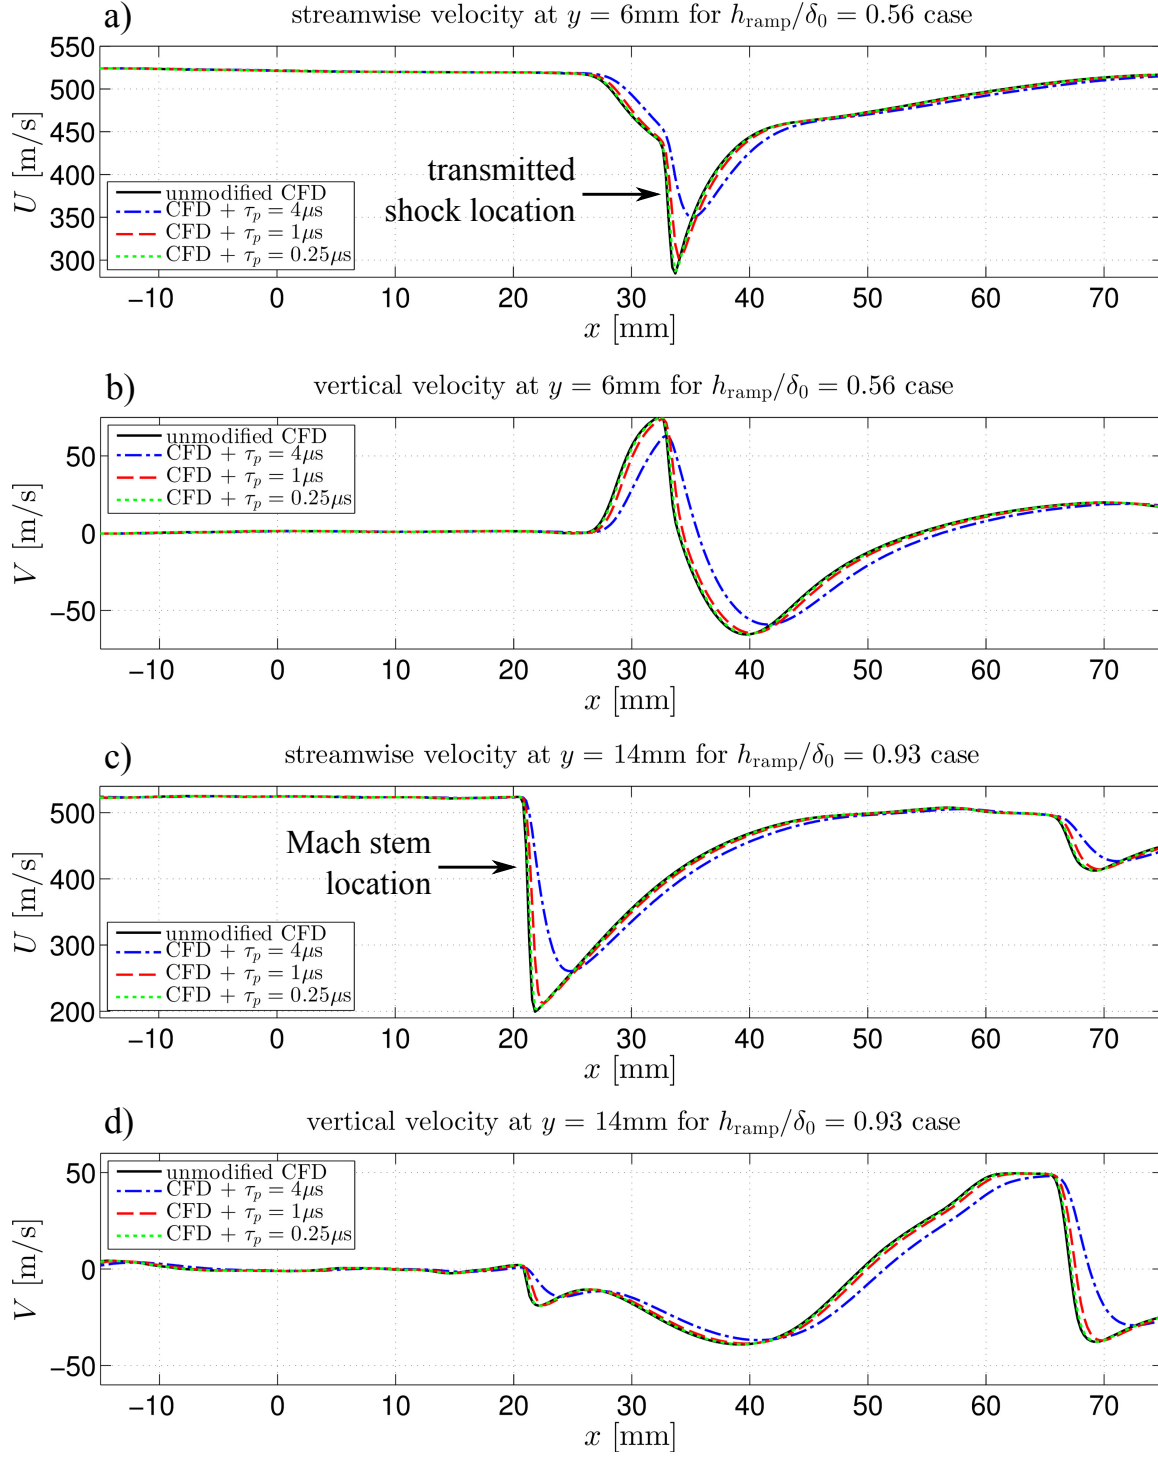 a) streamwise velocity at y = 6mm for h_ramp/δ₀ = 0.56 case
550
500
450
400
350
300
U [m/s]
transmitted
shock location
unmodified CFD
CFD + τ_p = 4μs
CFD + τ_p = 1μs
CFD + τ_p = 0.25μs
−10 0 10 20 30 40 50 60 70
x [mm]
b) vertical velocity at y = 6mm for h_ramp/δ₀ = 0.56 case
50
0
−50
V [m/s]
unmodified CFD
CFD + τ_p = 4μs
CFD + τ_p = 1μs
CFD + τ_p = 0.25μs
−10 0 10 20 30 40 50 60 70
x [mm]
c) streamwise velocity at y = 14mm for h_ramp/δ₀ = 0.93 case
500
400
300
200
U [m/s]
Mach stem
location
unmodified CFD
CFD + τ_p = 4μs
CFD + τ_p = 1μs
CFD + τ_p = 0.25μs
−10 0 10 20 30 40 50 60 70
x [mm]
d) vertical velocity at y = 14mm for h_ramp/δ₀ = 0.93 case
50
0
−50
V [m/s]
unmodified CFD
CFD + τ_p = 4μs
CFD + τ_p = 1μs
CFD + τ_p = 0.25μs
−10 0 10 20 30 40 50 60 70
x [mm]